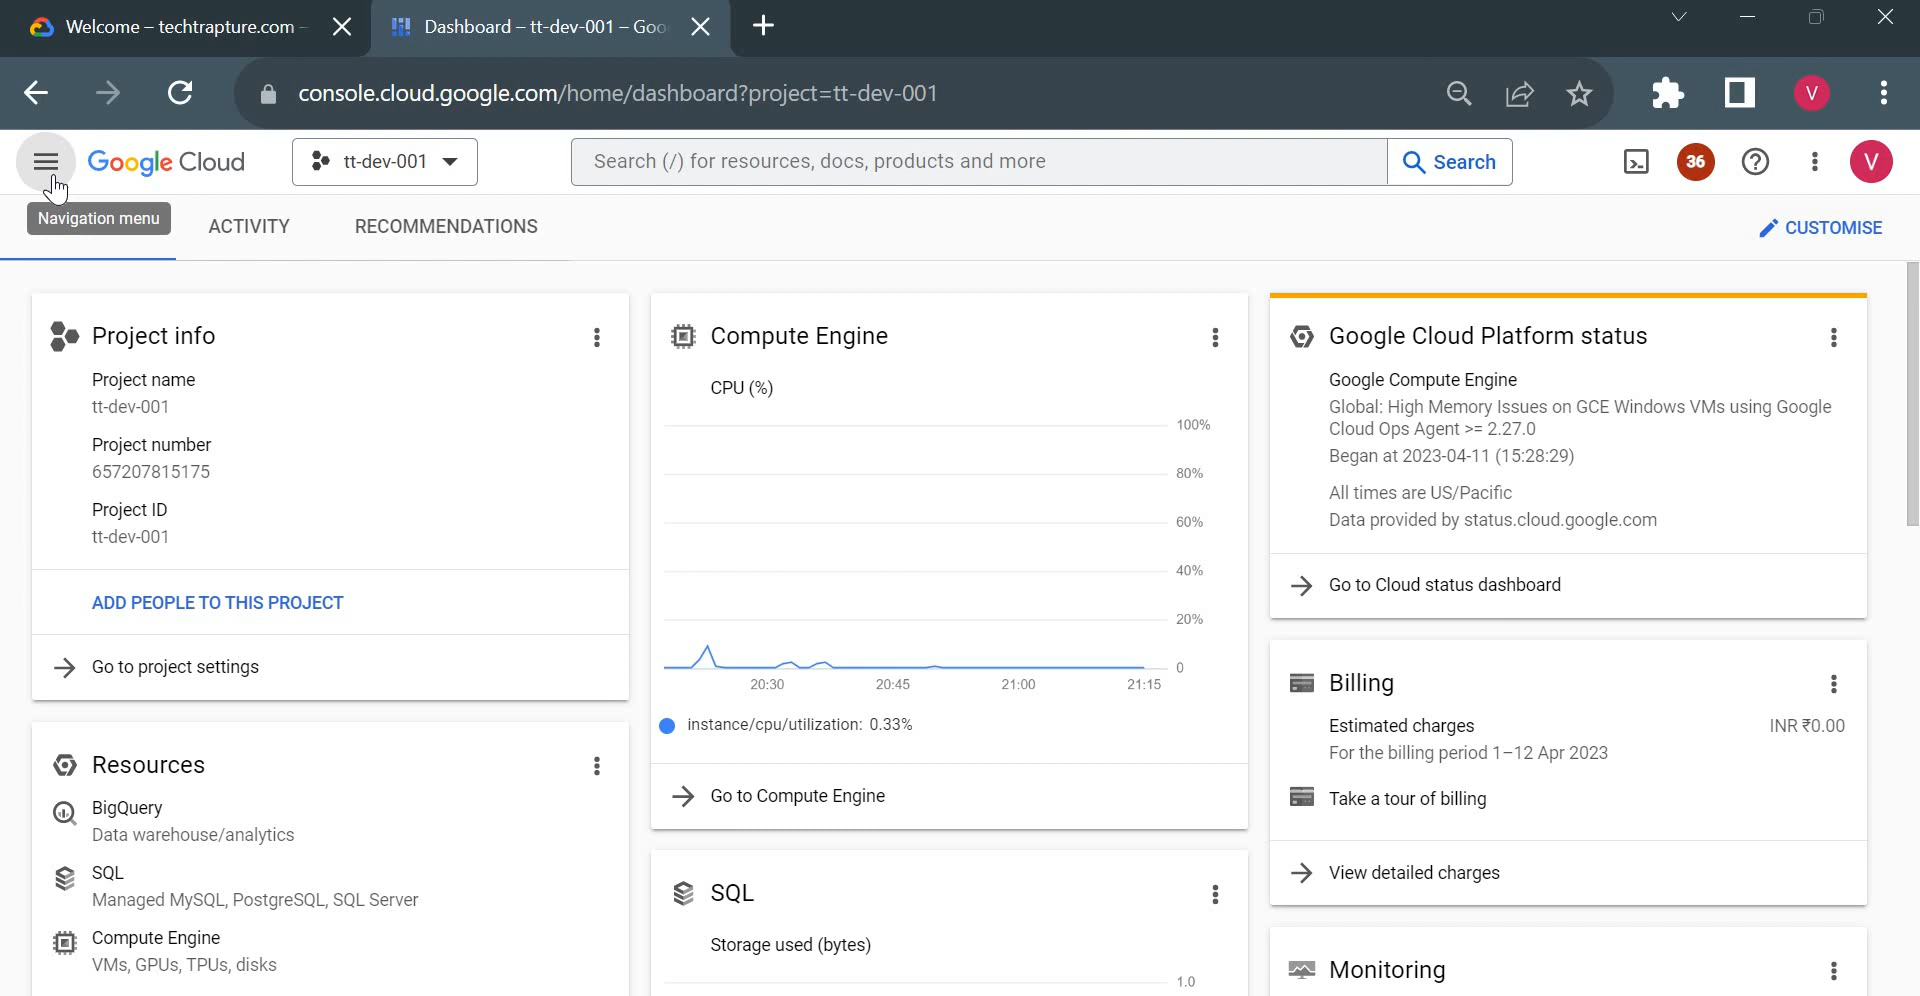 Welcome – techtrapture.com –
Dashboard – tt-dev-001 – Goo
console.cloud.google.com/home/dashboard?project=tt-dev-001
V
Google Cloud
tt-dev-001
Search (/) for resources, docs, products and more
Search
36
V
Navigation menu
ACTIVITY
RECOMMENDATIONS
CUSTOMISE
Project info
Project name
tt-dev-001
Project number
657207815175
Project ID
tt-dev-001
ADD PEOPLE TO THIS PROJECT
Go to project settings
Resources
BigQuery
Data warehouse/analytics
SQL
Managed MySQL, PostgreSQL, SQL Server
Compute Engine
VMs, GPUs, TPUs, disks
Compute Engine
CPU (%)
100%
80%
60%
40%
20%
0
20:30
20:45
21:00
21:15
instance/cpu/utilization: 0.33%
Go to Compute Engine
SQL
Storage used (bytes)
1.0
Google Cloud Platform status
Google Compute Engine
Global: High Memory Issues on GCE Windows VMs using Google
Cloud Ops Agent >= 2.27.0
Began at 2023-04-11 (15:28:29)
All times are US/Pacific
Data provided by status.cloud.google.com
Go to Cloud status dashboard
Billing
Estimated charges
INR ₹0.00
For the billing period 1–12 Apr 2023
Take a tour of billing
View detailed charges
Monitoring